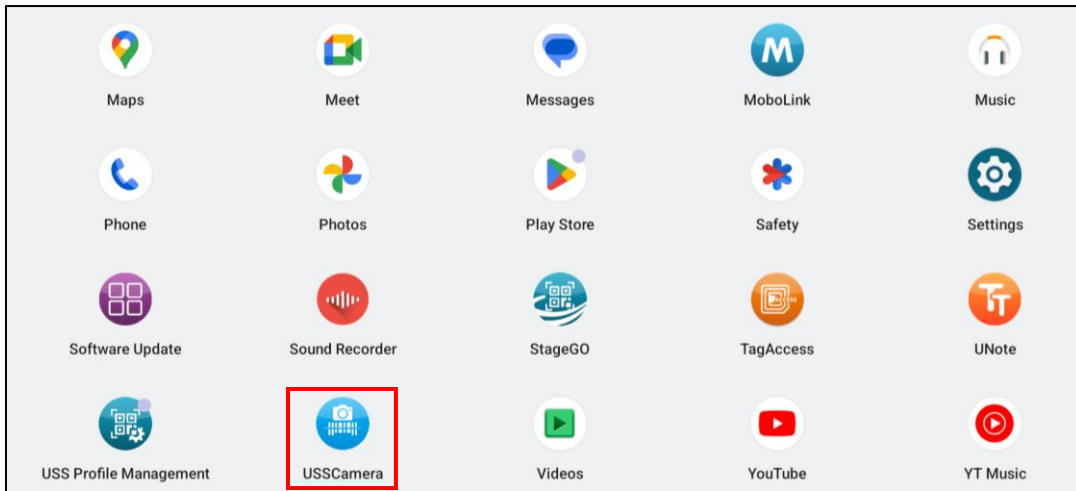 Maps Meet Messages MoboLink Music
Phone Photos Play Store Safety Settings
Software Update Sound Recorder StageGO TagAccess UNote
USS Profile Management USSCamera Videos YouTube YT Music